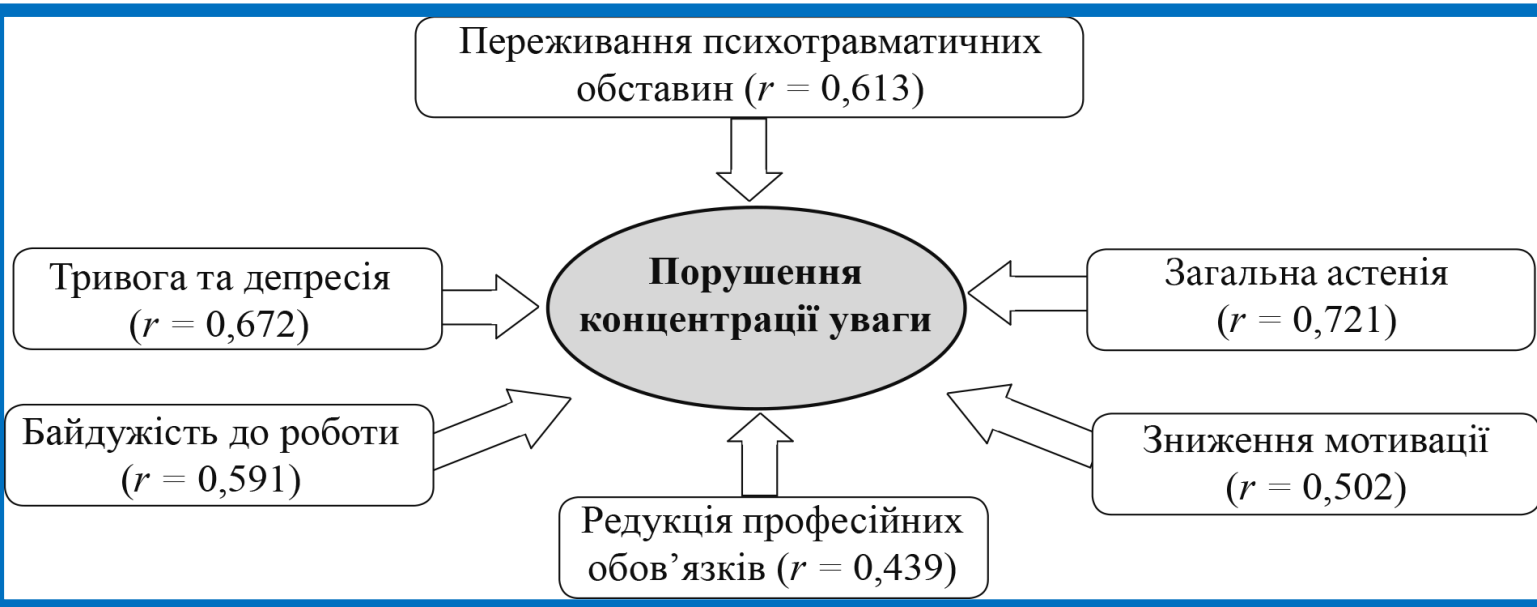 Переживання психотравматичних
обставин (r = 0,613)
Тривога та депресія
(r = 0,672)
Порушення
концентрації уваги
Загальна астенія
(r = 0,721)
Байдужість до роботи
(r = 0,591)
Зниження мотивації
(r = 0,502)
Редукція професійних
обов’язків (r = 0,439)